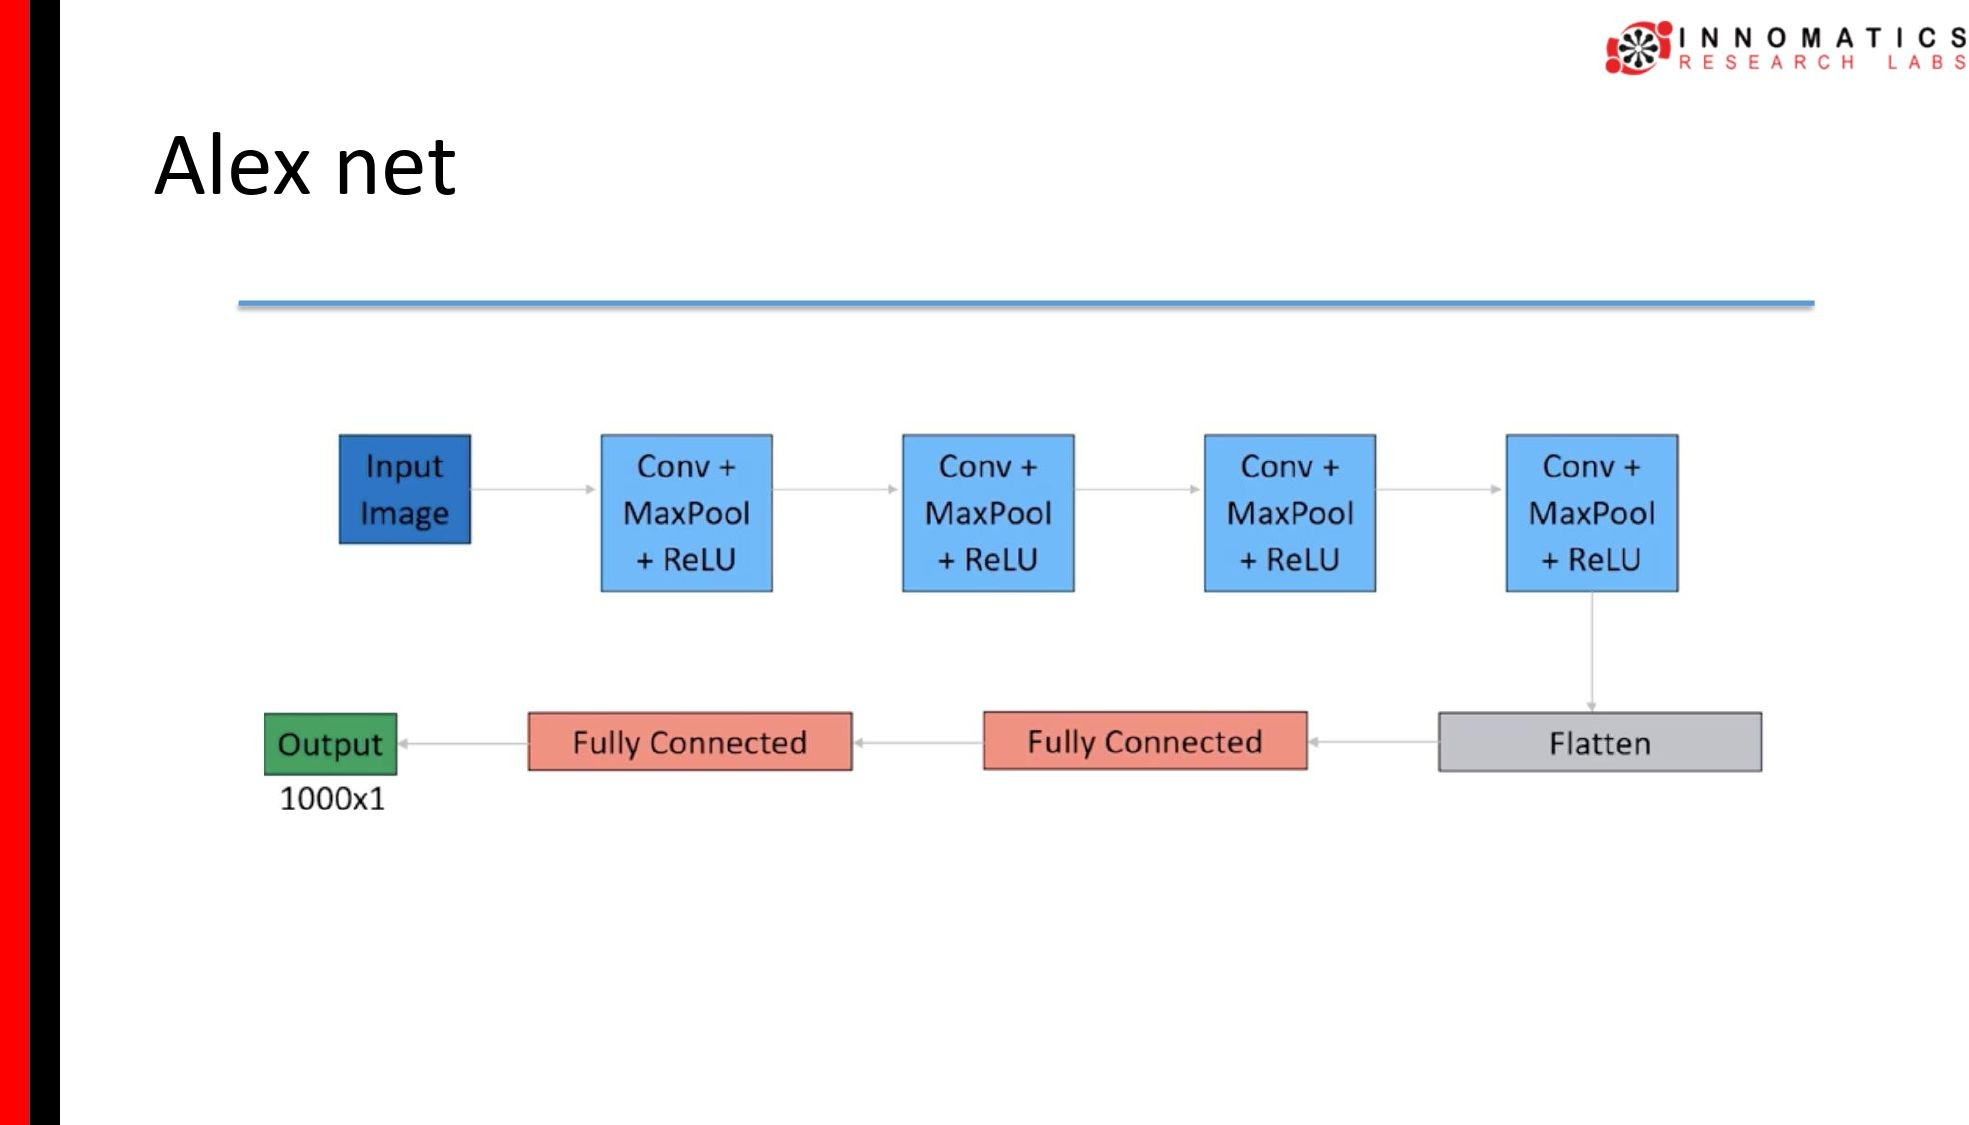 INNOMATICS
RESEARCH LABS
Alex net
Input
Image
Conv +
MaxPool
+ ReLU
Conv +
MaxPool
+ ReLU
Conv +
MaxPool
+ ReLU
Conv +
MaxPool
+ ReLU
Output
1000x1
Fully Connected
Fully Connected
Flatten